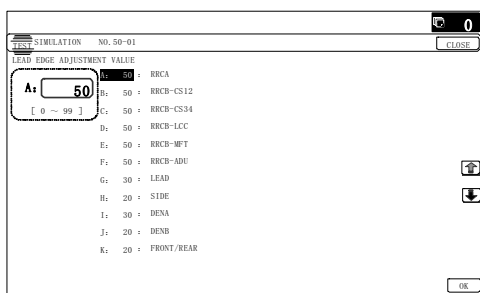 0
TEST SIMULATION NO.50-01 CLOSE
LEAD EDGE ADJUSTMENT VALUE
A: 50
[ 0 ~ 99 ]
A: 50 : RRCA
B: 50 : RRCB-CS12
C: 50 : RRCB-CS34
D: 50 : RRCB-LCC
E: 50 : RRCB-MFT
F: 50 : RRCB-ADU
G: 30 : LEAD
H: 20 : SIDE
I: 30 : DENA
J: 20 : DENB
K: 20 : FRONT/REAR
OK